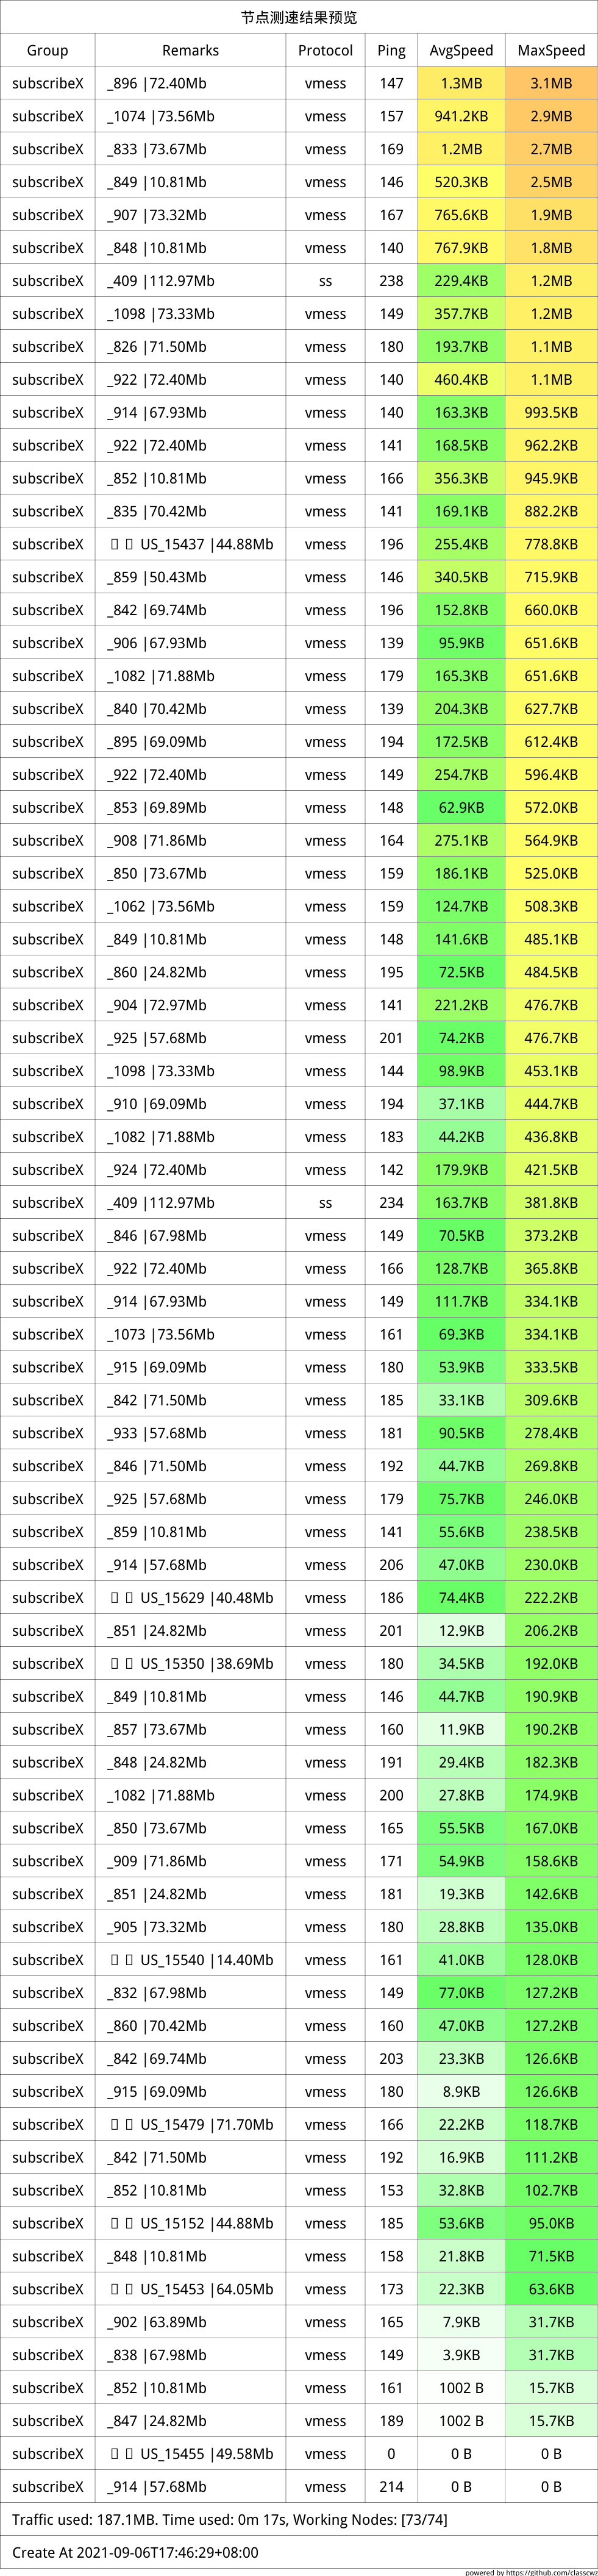 节点测速结果预览
Group Remarks Protocol Ping AvgSpeed MaxSpeed
subscribeX _896 |72.40Mb vmess 147 1.3MB 3.1MB
subscribeX _1074 |73.56Mb vmess 157 941.2KB 2.9MB
subscribeX _833 |73.67Mb vmess 169 1.2MB 2.7MB
subscribeX _849 |10.81Mb vmess 146 520.3KB 2.5MB
subscribeX _907 |73.32Mb vmess 167 765.6KB 1.9MB
subscribeX _848 |10.81Mb vmess 140 767.9KB 1.8MB
subscribeX _409 |112.97Mb ss 238 229.4KB 1.2MB
subscribeX _1098 |73.33Mb vmess 149 357.7KB 1.2MB
subscribeX _826 |71.50Mb vmess 180 193.7KB 1.1MB
subscribeX _922 |72.40Mb vmess 140 460.4KB 1.1MB
subscribeX _914 |67.93Mb vmess 140 163.3KB 993.5KB
subscribeX _922 |72.40Mb vmess 141 168.5KB 962.2KB
subscribeX _852 |10.81Mb vmess 166 356.3KB 945.9KB
subscribeX _835 |70.42Mb vmess 141 169.1KB 882.2KB
subscribeX US_15437 |44.88Mb vmess 196 255.4KB 778.8KB
subscribeX _859 |50.43Mb vmess 146 340.5KB 715.9KB
subscribeX _842 |69.74Mb vmess 196 152.8KB 660.0KB
subscribeX _906 |67.93Mb vmess 139 95.9KB 651.6KB
subscribeX _1082 |71.88Mb vmess 179 165.3KB 651.6KB
subscribeX _840 |70.42Mb vmess 139 204.3KB 627.7KB
subscribeX _895 |69.09Mb vmess 194 172.5KB 612.4KB
subscribeX _922 |72.40Mb vmess 149 254.7KB 596.4KB
subscribeX _853 |69.89Mb vmess 148 62.9KB 572.0KB
subscribeX _908 |71.86Mb vmess 164 275.1KB 564.9KB
subscribeX _850 |73.67Mb vmess 159 186.1KB 525.0KB
subscribeX _1062 |73.56Mb vmess 159 124.7KB 508.3KB
subscribeX _849 |10.81Mb vmess 148 141.6KB 485.1KB
subscribeX _860 |24.82Mb vmess 195 72.5KB 484.5KB
subscribeX _904 |72.97Mb vmess 141 221.2KB 476.7KB
subscribeX _925 |57.68Mb vmess 201 74.2KB 476.7KB
subscribeX _1098 |73.33Mb vmess 144 98.9KB 453.1KB
subscribeX _910 |69.09Mb vmess 194 37.1KB 444.7KB
subscribeX _1082 |71.88Mb vmess 183 44.2KB 436.8KB
subscribeX _924 |72.40Mb vmess 142 179.9KB 421.5KB
subscribeX _409 |112.97Mb ss 234 163.7KB 381.8KB
subscribeX _846 |67.98Mb vmess 149 70.5KB 373.2KB
subscribeX _922 |72.40Mb vmess 166 128.7KB 365.8KB
subscribeX _914 |67.93Mb vmess 149 111.7KB 334.1KB
subscribeX _1073 |73.56Mb vmess 161 69.3KB 334.1KB
subscribeX _915 |69.09Mb vmess 180 53.9KB 333.5KB
subscribeX _842 |71.50Mb vmess 185 33.1KB 309.6KB
subscribeX _933 |57.68Mb vmess 181 90.5KB 278.4KB
subscribeX _846 |71.50Mb vmess 192 44.7KB 269.8KB
subscribeX _925 |57.68Mb vmess 179 75.7KB 246.0KB
subscribeX _859 |10.81Mb vmess 141 55.6KB 238.5KB
subscribeX _914 |57.68Mb vmess 206 47.0KB 230.0KB
subscribeX US_15629 |40.48Mb vmess 186 74.4KB 222.2KB
subscribeX _851 |24.82Mb vmess 201 12.9KB 206.2KB
subscribeX US_15350 |38.69Mb vmess 180 34.5KB 192.0KB
subscribeX _849 |10.81Mb vmess 146 44.7KB 190.9KB
subscribeX _857 |73.67Mb vmess 160 11.9KB 190.2KB
subscribeX _848 |24.82Mb vmess 191 29.4KB 182.3KB
subscribeX _1082 |71.88Mb vmess 200 27.8KB 174.9KB
subscribeX _850 |73.67Mb vmess 165 55.5KB 167.0KB
subscribeX _909 |71.86Mb vmess 171 54.9KB 158.6KB
subscribeX _851 |24.82Mb vmess 181 19.3KB 142.6KB
subscribeX _905 |73.32Mb vmess 180 28.8KB 135.0KB
subscribeX US_15540 |14.40Mb vmess 161 41.0KB 128.0KB
subscribeX _832 |67.98Mb vmess 149 77.0KB 127.2KB
subscribeX _860 |70.42Mb vmess 160 47.0KB 127.2KB
subscribeX _842 |69.74Mb vmess 203 23.3KB 126.6KB
subscribeX _915 |69.09Mb vmess 180 8.9KB 126.6KB
subscribeX US_15479 |71.70Mb vmess 166 22.2KB 118.7KB
subscribeX _842 |71.50Mb vmess 192 16.9KB 111.2KB
subscribeX _852 |10.81Mb vmess 153 32.8KB 102.7KB
subscribeX US_15152 |44.88Mb vmess 185 53.6KB 95.0KB
subscribeX _848 |10.81Mb vmess 158 21.8KB 71.5KB
subscribeX US_15453 |64.05Mb vmess 173 22.3KB 63.6KB
subscribeX _902 |63.89Mb vmess 165 7.9KB 31.7KB
subscribeX _838 |67.98Mb vmess 149 3.9KB 31.7KB
subscribeX _852 |10.81Mb vmess 161 1002 B 15.7KB
subscribeX _847 |24.82Mb vmess 189 1002 B 15.7KB
subscribeX US_15455 |49.58Mb vmess 0 0 B 0 B
subscribeX _914 |57.68Mb vmess 214 0 B 0 B
Traffic used: 187.1MB. Time used: 0m 17s, Working Nodes: [73/74]
Create At 2021-09-06T17:46:29+08:00
powered by https://github.com/classcwz